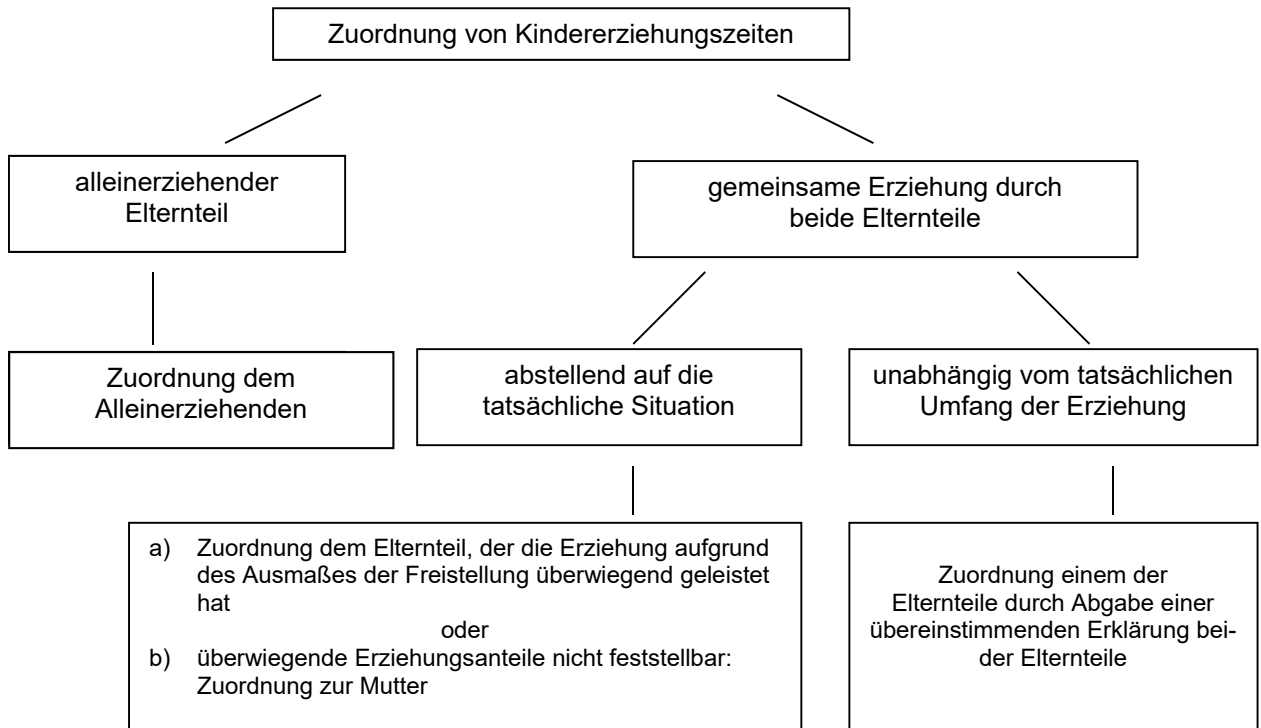 Zuordnung von Kindererziehungszeiten
alleinerziehender
Elternteil
gemeinsame Erziehung durch
beide Elternteile
Zuordnung dem
Alleinerziehenden
abstellend auf die
tatsächliche Situation
unabhängig vom tatsächlichen
Umfang der Erziehung
a) Zuordnung dem Elternteil, der die Erziehung aufgrund
des Ausmaßes der Freistellung überwiegend geleistet
hat
oder
b) überwiegende Erziehungsanteile nicht feststellbar:
Zuordnung zur Mutter
Zuordnung einem der
Elternteile durch Abgabe einer
übereinstimmenden Erklärung bei-
der Elternteile